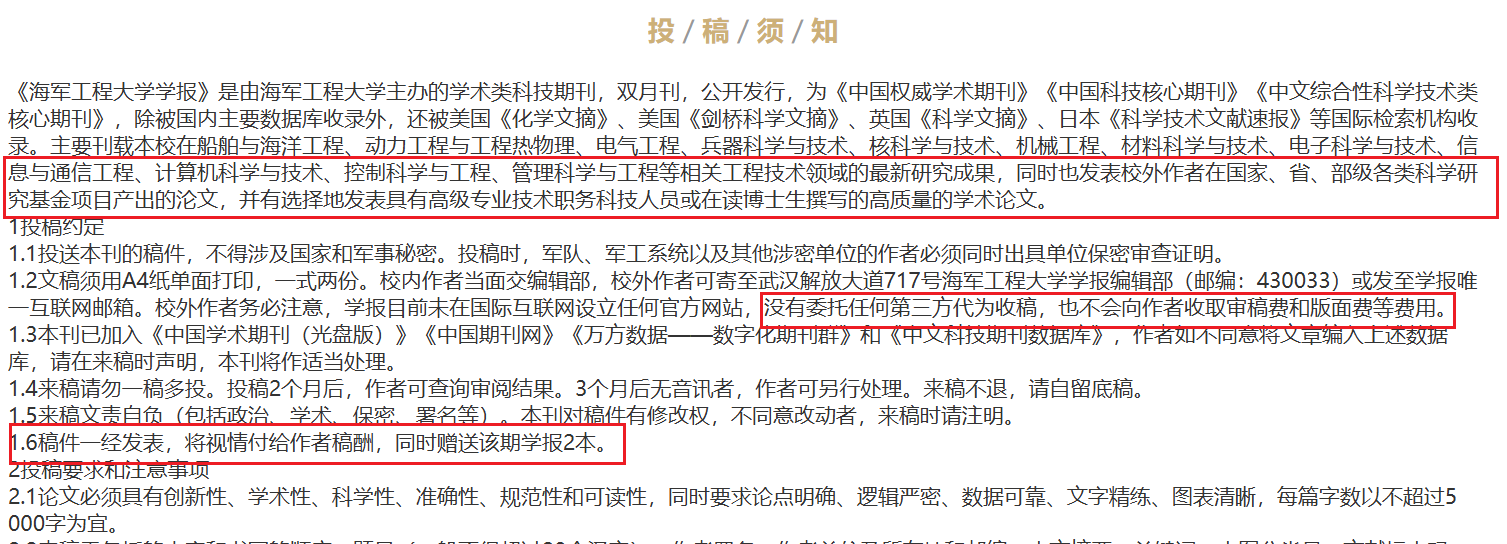 投/稿/须/知
《海军工程大学学报》是由海军工程大学主办的学术类科技期刊，双月刊，公开发行，为《中国权威学术期刊》《中国科技核心期刊》《中文综合性科学技术类
核心期刊》，除被国内主要数据库收录外，还被美国《化学文摘》、美国《剑桥科学文摘》、英国《科学文摘》、日本《科学技术文献速报》等国际检索机构收
录。主要刊载本校在船舶与海洋工程、动力工程与工程热物理、电气工程、兵器科学与技术、核科学与技术、机械工程、材料科学与技术、电子科学与技术、信
息与通信工程、计算机科学与技术、控制科学与工程、管理科学与工程等相关工程技术领域的最新研究成果，同时也发表校外作者在国家、省、部级各类科学研
究基金项目产出的论文，并有选择地发表具有高级专业技术职务科技人员或在读博士生撰写的高质量的学术论文。
1投稿约定
1.1投送本刊的稿件，不得涉及国家和军事秘密。投稿时，军队、军工系统以及其他涉密单位的作者必须同时出具单位保密审查证明。
1.2文稿须用A4纸单面打印，一式两份。校内作者当面交编辑部，校外作者可寄至武汉解放大道717号海军工程大学学报编辑部（邮编：430033）或发至学报唯
一互联网邮箱。校外作者务必注意，学报目前未在国际互联网设立任何官方网站，没有委托任何第三方代为收稿，也不会向作者收取审稿费和版面费等费用。
1.3本刊已加入《中国学术期刊（光盘版）》《中国期刊网》《万方数据——数字化期刊群》和《中文科技期刊数据库》，作者如不同意将文章编入上述数据
库，请在来稿时声明，本刊将作适当处理。
1.4来稿请勿一稿多投。投稿2个月后，作者可查询审阅结果。3个月后无音讯者，作者可另行处理。来稿不退，请自留底稿。
1.5来稿文责自负（包括政治、学术、保密、署名等）。本刊对稿件有修改权，不同意改动者，来稿时请注明。
1.6稿件一经发表，将视情付给作者稿酬，同时赠送该期学报2本。
2投稿要求和注意事项
2.1论文必须具有创新性、学术性、科学性、准确性、规范性和可读性，同时要求论点明确、逻辑严密、数据可靠、文字精练、图表清晰，每篇字数以不超过5
000字为宜。